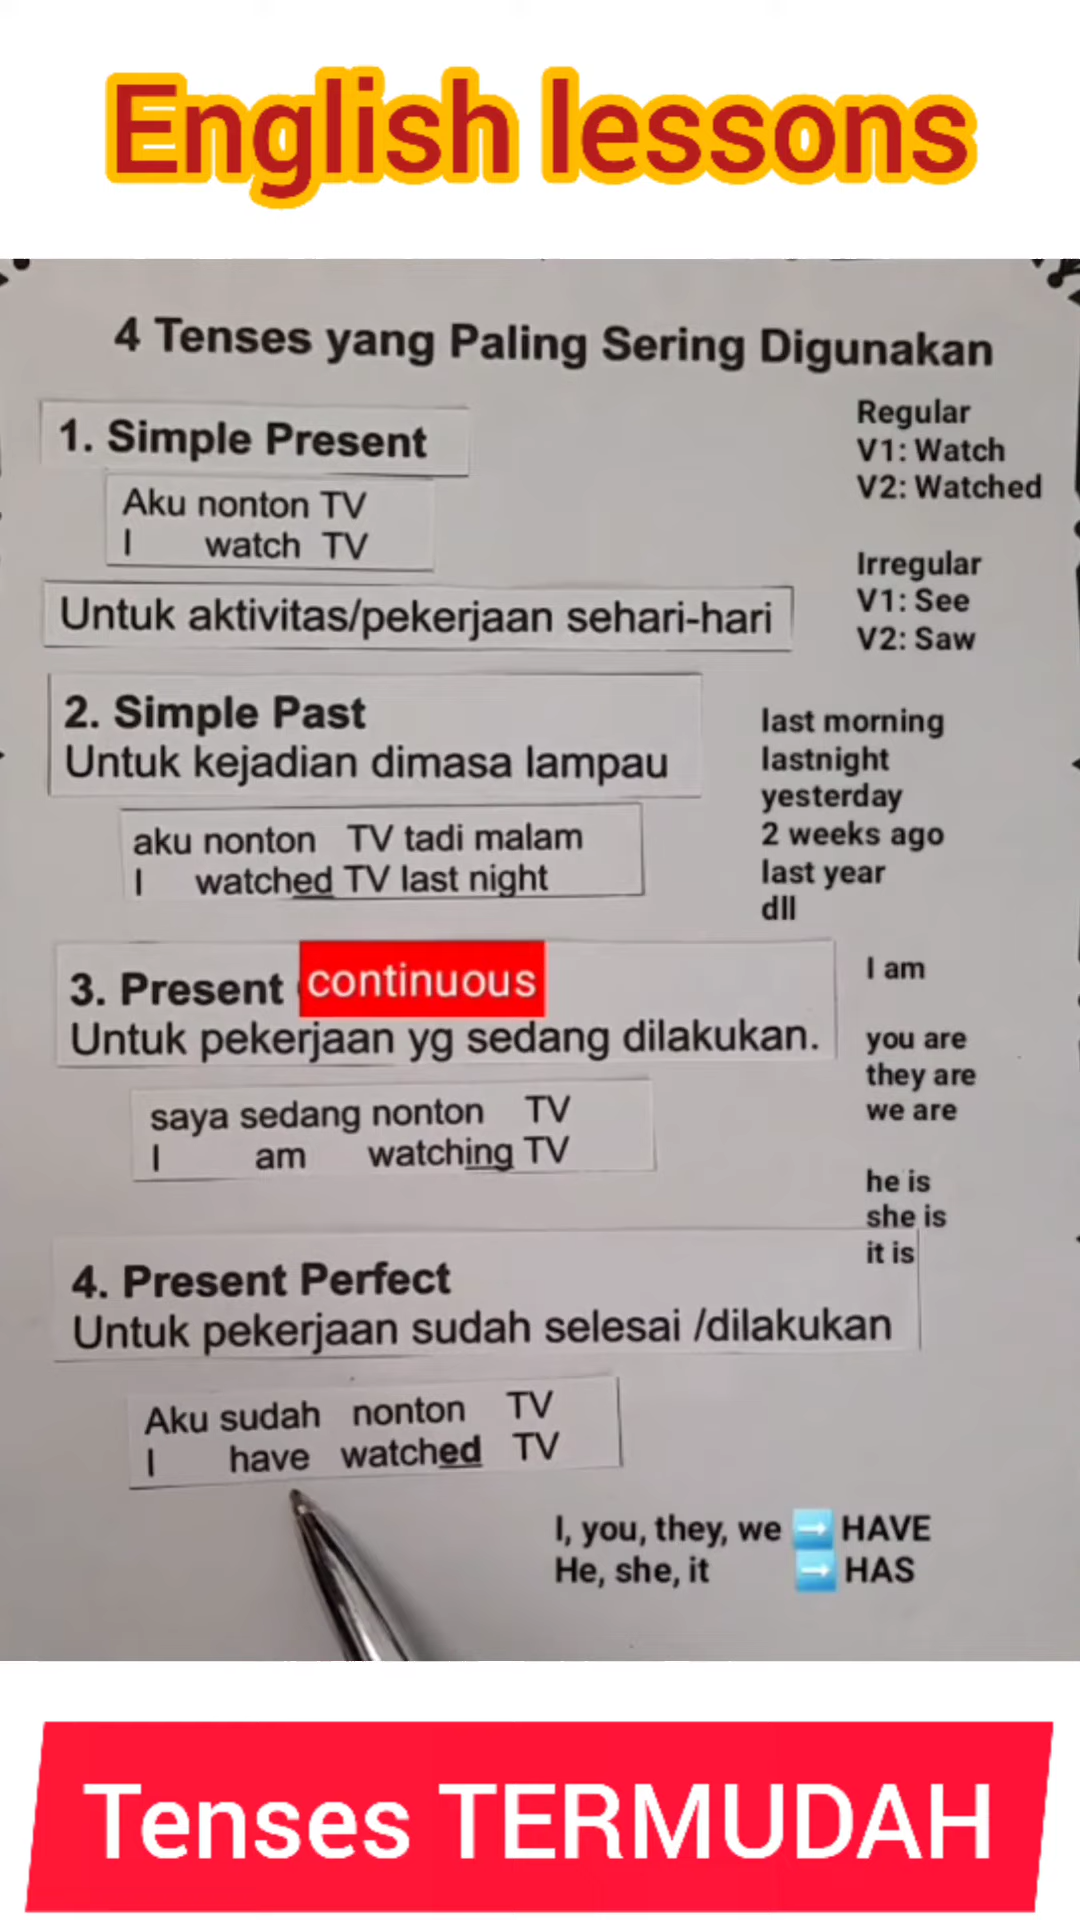 English lessons
4 Tenses yang Paling Sering Digunakan
1. Simple Present
Aku nonton TV
I watch TV
Untuk aktivitas/pekerjaan sehari-hari
Regular
V1: Watch
V2: Watched
Irregular
V1: See
V2: Saw
2. Simple Past
Untuk kejadian dimasa lampau
aku nonton TV tadi malam
I watched TV last night
last morning
lastnight
yesterday
2 weeks ago
last year
dll
3. Present continuous
Untuk pekerjaan yg sedang dilakukan.
saya sedang nonton TV
I am watching TV
I am
you are
they are
we are
he is
she is
it is
4. Present Perfect
Untuk pekerjaan sudah selesai /dilakukan
Aku sudah nonton TV
I have watched TV
I, you, they, we ➡ HAVE
He, she, it ➡ HAS
Tenses TERMUDAH